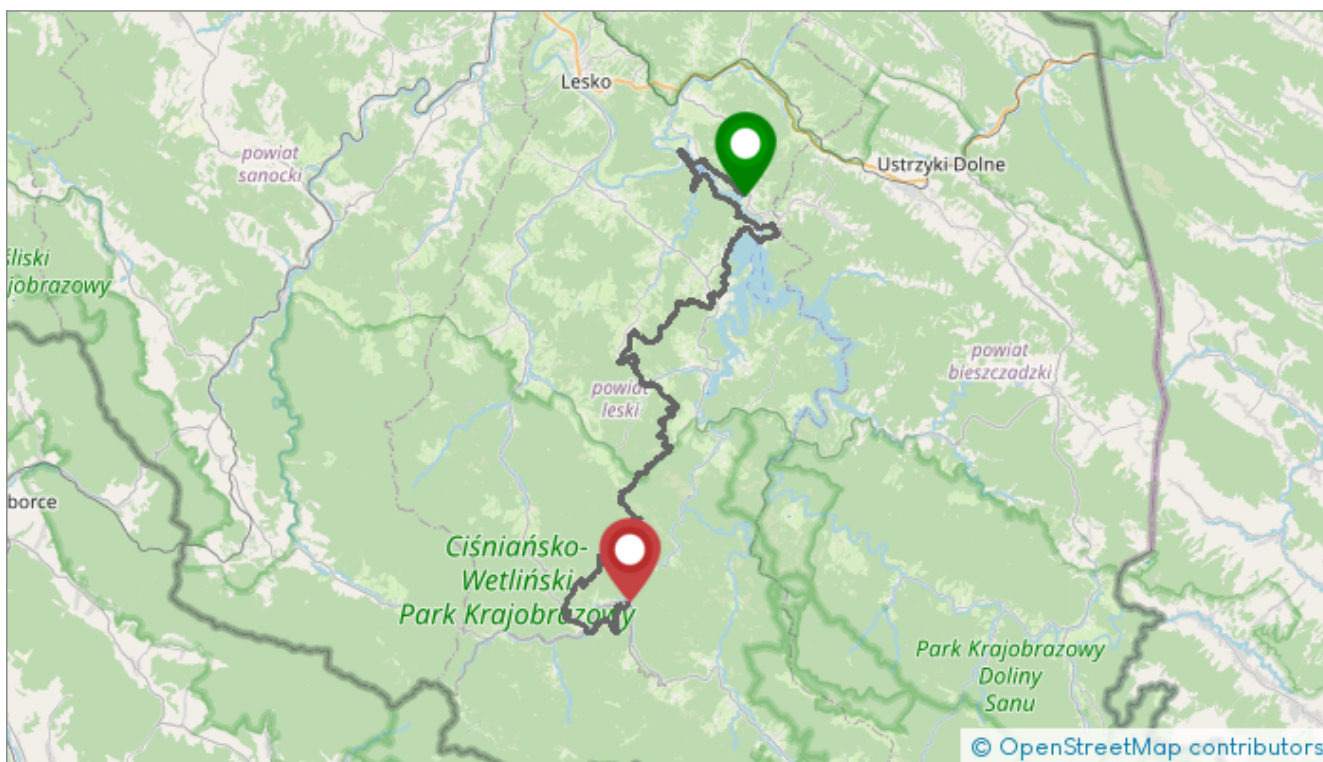 Lesko
powiat
sanocki
Ustrzyki Dolne
śliski
jobrazowy
powiat
bieszczadzki
powiat
leski
borce
Ciśniańsko-
Wetliński
Park Krajobrazowy
Park Krajobrazowy
Doliny
Sanu
© OpenStreetMap contributors